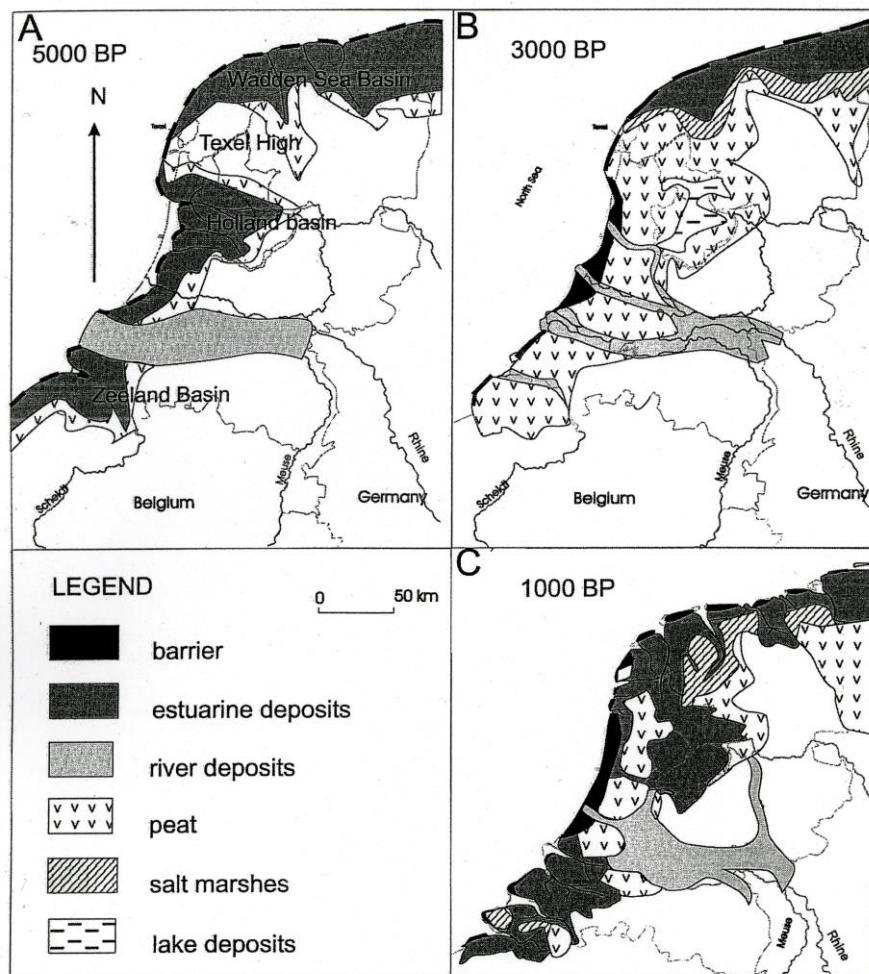 A
5000 BP
N
Wadden Sea Basin
Texel
Texel High
Holland basin
Zeeland Basin
Scheldt
Belgium
Meuse
Rhine
Germany
B
3000 BP
Texel
North Sea
Scheldt
Belgium
Meuse
Rhine
Germany
LEGEND
0 50 km
barrier
estuarine deposits
river deposits
peat
salt marshes
lake deposits
C
1000 BP
Meuse
Rhine